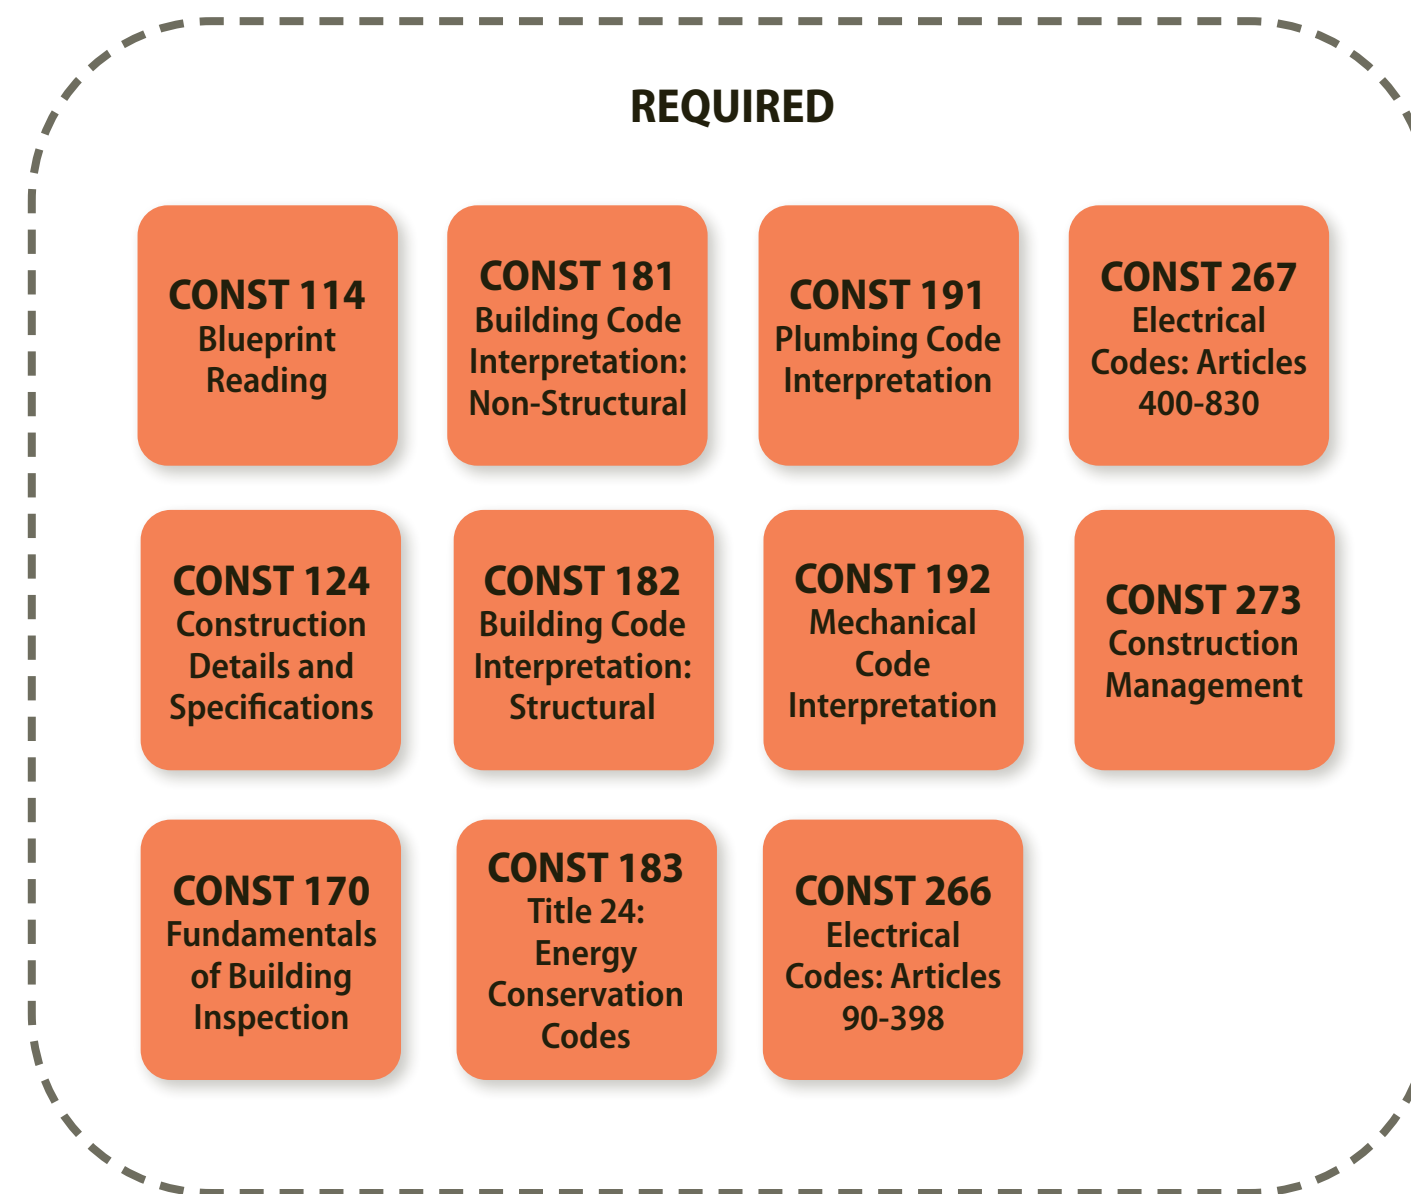 REQUIRED
CONST 114
Blueprint
Reading
CONST 181
Building Code
Interpretation:
Non-Structural
CONST 191
Plumbing Code
Interpretation
CONST 267
Electrical
Codes: Articles
400-830
CONST 124
Construction
Details and
Specifications
CONST 182
Building Code
Interpretation:
Structural
CONST 192
Mechanical
Code
Interpretation
CONST 273
Construction
Management
CONST 170
Fundamentals
of Building
Inspection
CONST 183
Title 24:
Energy
Conservation
Codes
CONST 266
Electrical
Codes: Articles
90-398